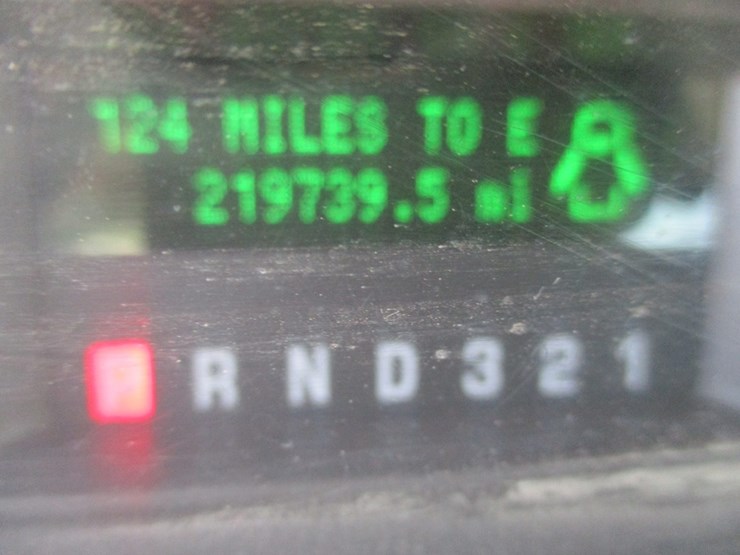 124 MILES TO E
219739.5 mi
P R N D 3 2 1